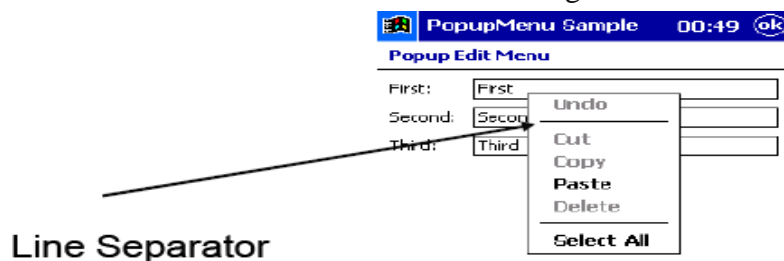 PopupMenu Sample 00:49 ok
Popup Edit Menu
First: First
Second: Secon
Third: Third
Undo
Cut
Copy
Paste
Delete
Select All
Line Separator